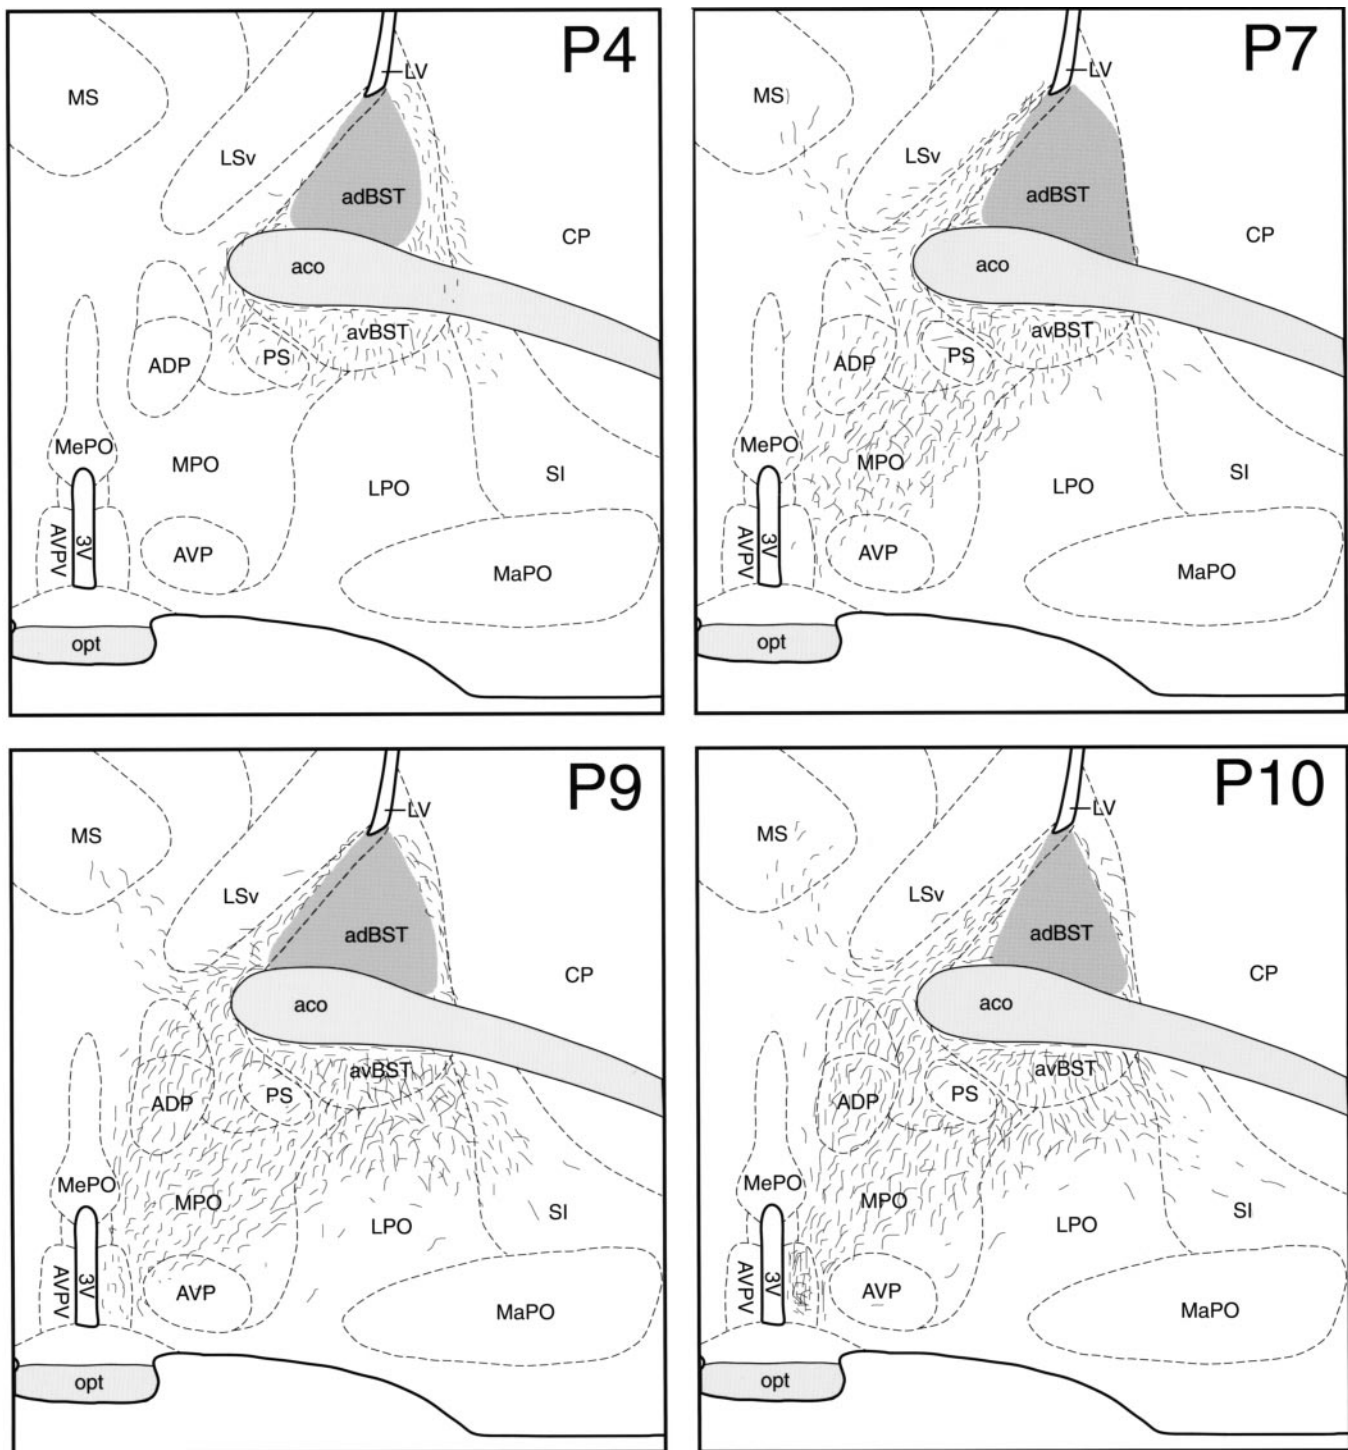 P4
LV
MS
LSv
adBST
CP
aco
avBST
PS
ADP
MePO
MPO
LPO
SI
AVPV
3V
AVP
MaPO
opt
P7
LV
MS
LSv
adBST
CP
aco
avBST
PS
ADP
MePO
MPO
LPO
SI
AVPV
3V
AVP
MaPO
opt
P9
LV
MS
LSv
adBST
CP
aco
avBST
PS
ADP
MePO
MPO
LPO
SI
AVPV
3V
AVP
MaPO
opt
P10
LV
MS
LSv
adBST
CP
aco
avBST
PS
ADP
MePO
MPO
LPO
SI
AVPV
3V
AVP
MaPO
opt